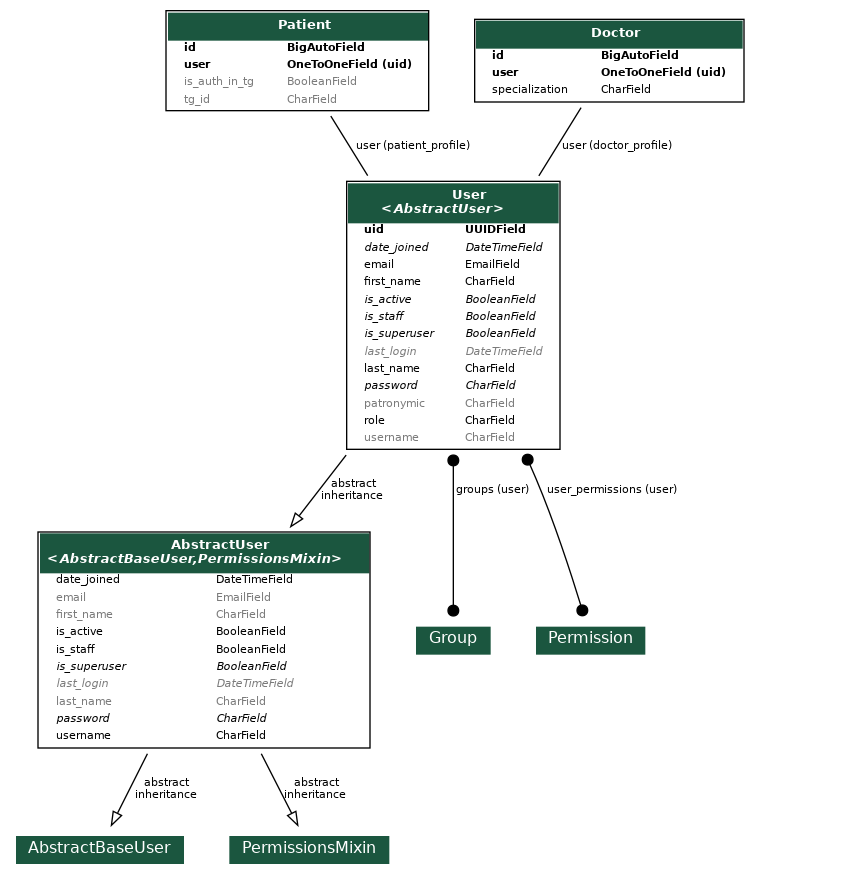 Patient
id BigAutoField
user OneToOneField (uid)
is_auth_in_tg BooleanField
tg_id CharField
Doctor
id BigAutoField
user OneToOneField (uid)
specialization CharField
user (patient_profile)
user (doctor_profile)
User
<AbstractUser>
uid UUIDField
date_joined DateTimeField
email EmailField
first_name CharField
is_active BooleanField
is_staff BooleanField
is_superuser BooleanField
last_login DateTimeField
last_name CharField
password CharField
patronymic CharField
role CharField
username CharField
abstract
inheritance
groups (user)
user_permissions (user)
AbstractUser
<AbstractBaseUser,PermissionsMixin>
date_joined DateTimeField
email EmailField
first_name CharField
is_active BooleanField
is_staff BooleanField
is_superuser BooleanField
last_login DateTimeField
last_name CharField
password CharField
username CharField
Group
Permission
abstract
inheritance
abstract
inheritance
AbstractBaseUser
PermissionsMixin